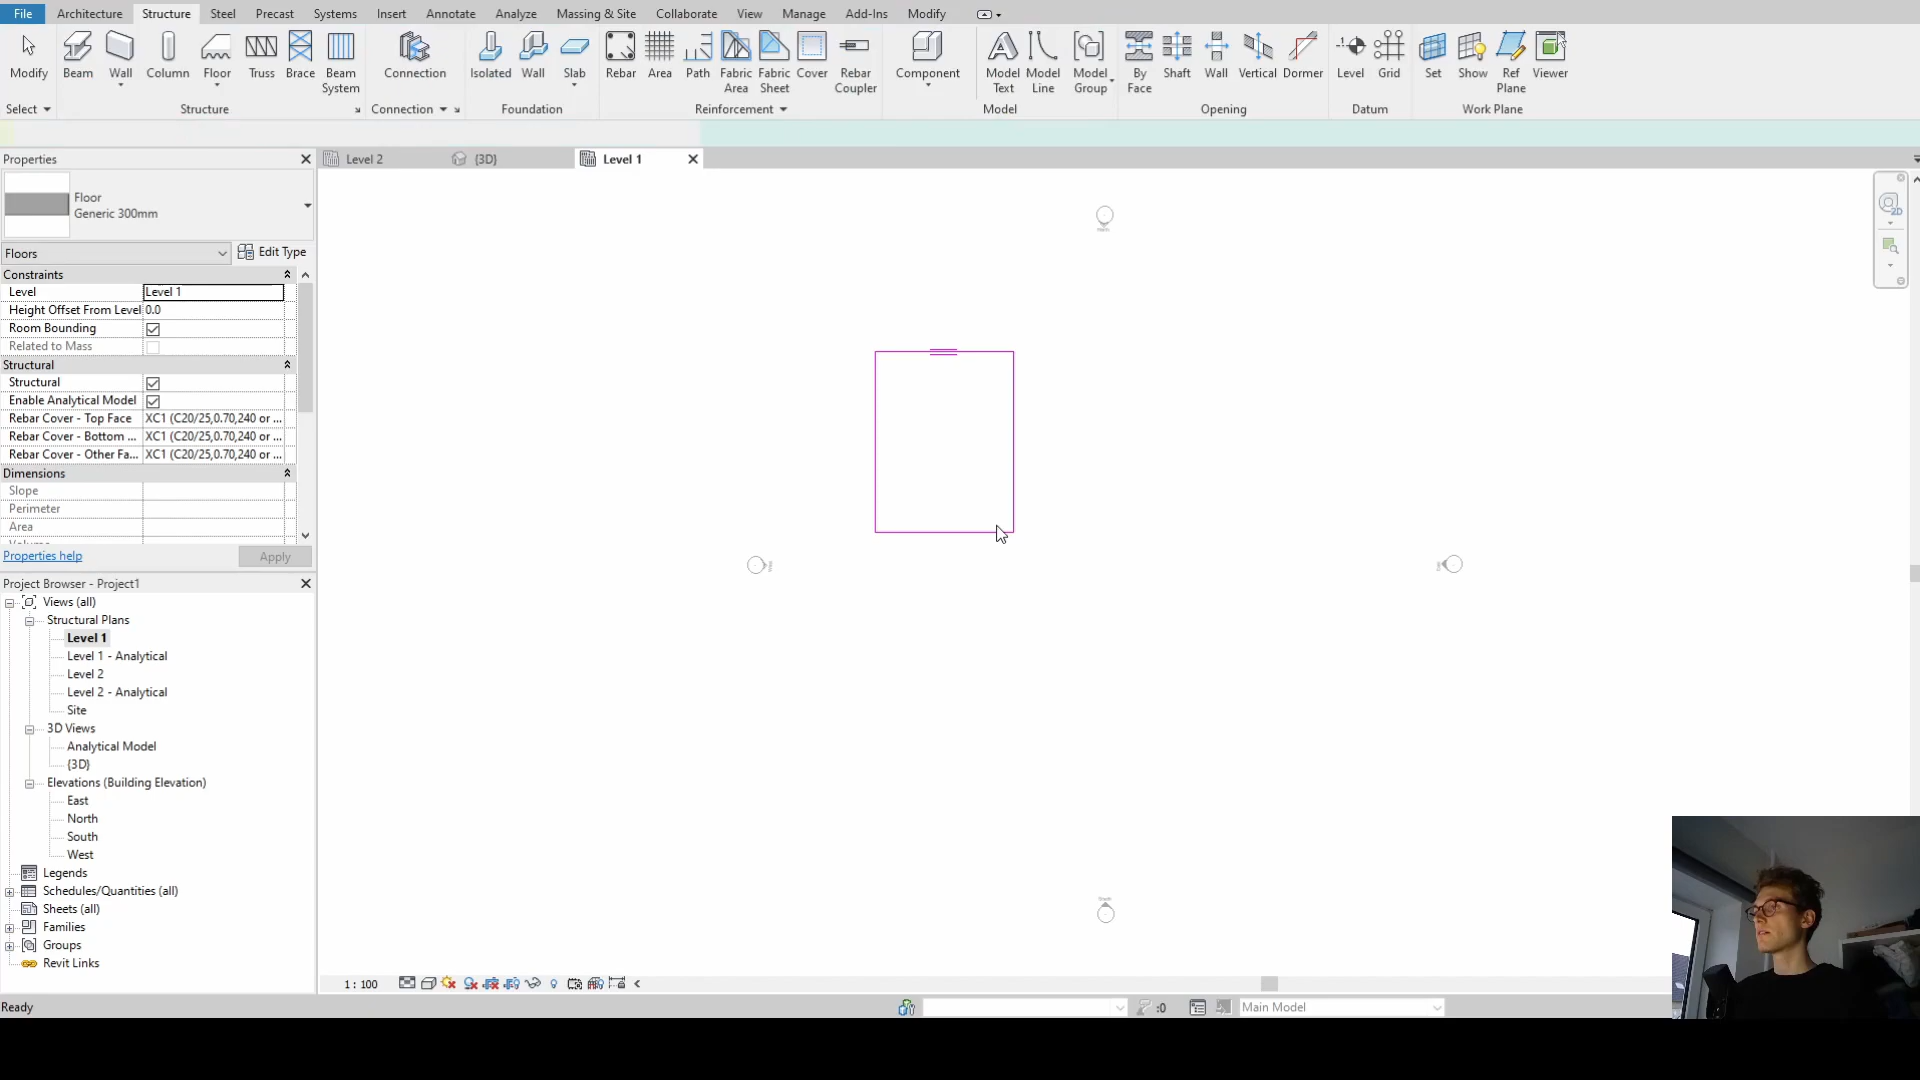 File Architecture Structure Steel Precast Systems Insert Annotate Analyze Massing & Site Collaborate View Manage Add-Ins Modify
Modify Beam Wall Column Floor Truss Brace Beam System Connection Isolated Wall Slab Rebar Area Path Fabric Area Fabric Sheet Cover Rebar Coupler Component Model Text Model Line Model Group By Face Shaft Wall Vertical Dormer Level Grid Set Show Ref Plane Viewer
Select Structure Connection Foundation Reinforcement Model Opening Datum Work Plane
Properties
Level 2 {3D} Level 1
Floor
Generic 300mm
Floors Edit Type
Constraints
Level Level 1
Height Offset From Level 0.0
Room Bounding
Related to Mass
Structural
Structural
Enable Analytical Model
Rebar Cover - Top Face XC1 (C20/25,0.70,240 or ...
Rebar Cover - Bottom ... XC1 (C20/25,0.70,240 or ...
Rebar Cover - Other Fa... XC1 (C20/25,0.70,240 or ...
Dimensions
Slope
Perimeter
Area
Properties help Apply
Project Browser - Project1
Views (all)
Structural Plans
Level 1
Level 1 - Analytical
Level 2
Level 2 - Analytical
Site
3D Views
Analytical Model
{3D}
Elevations (Building Elevation)
East
North
South
West
Legends
Schedules/Quantities (all)
Sheets (all)
Families
Groups
Revit Links
2D
1 : 100
Ready :0 Main Model